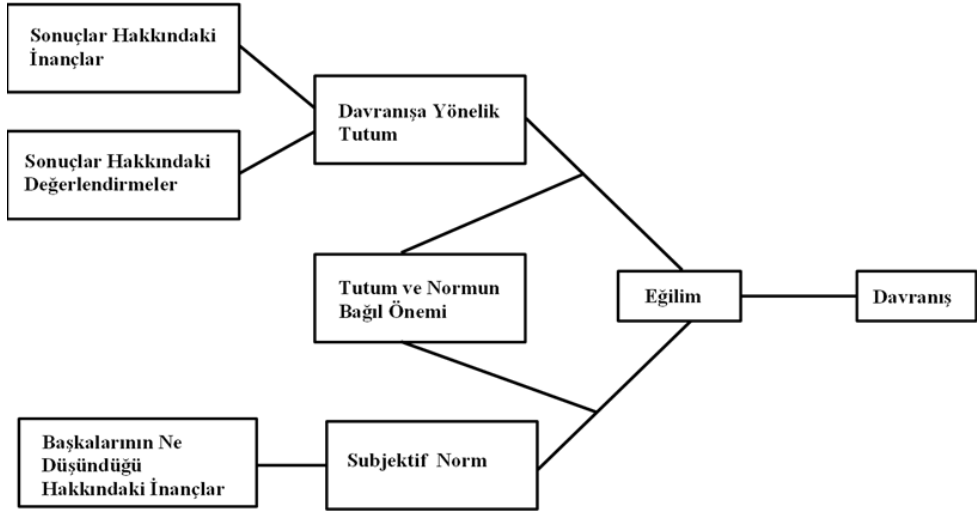 Sonuçlar Hakkındaki
İnançlar
Davranışa Yönelik
Tutum
Sonuçlar Hakkındaki
Değerlendirmeler
Tutum ve Normun
Bağıl Önemi
Eğilim
Davranış
Başkalarının Ne
Düşündüğü
Hakkındaki İnançlar
Subjektif Norm